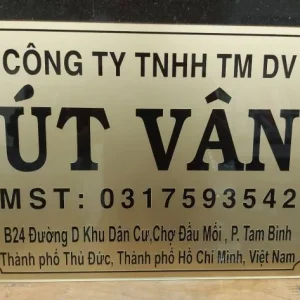 CÔNG TY TNHH TM DV
ÚT VÂN
MST: 0317593542
B24 Đường D Khu Dân Cư,Chợ Đầu Mối , P. Tam Bình
Thành phố Thủ Đức, Thành phố Hồ Chí Minh, Việt Nam